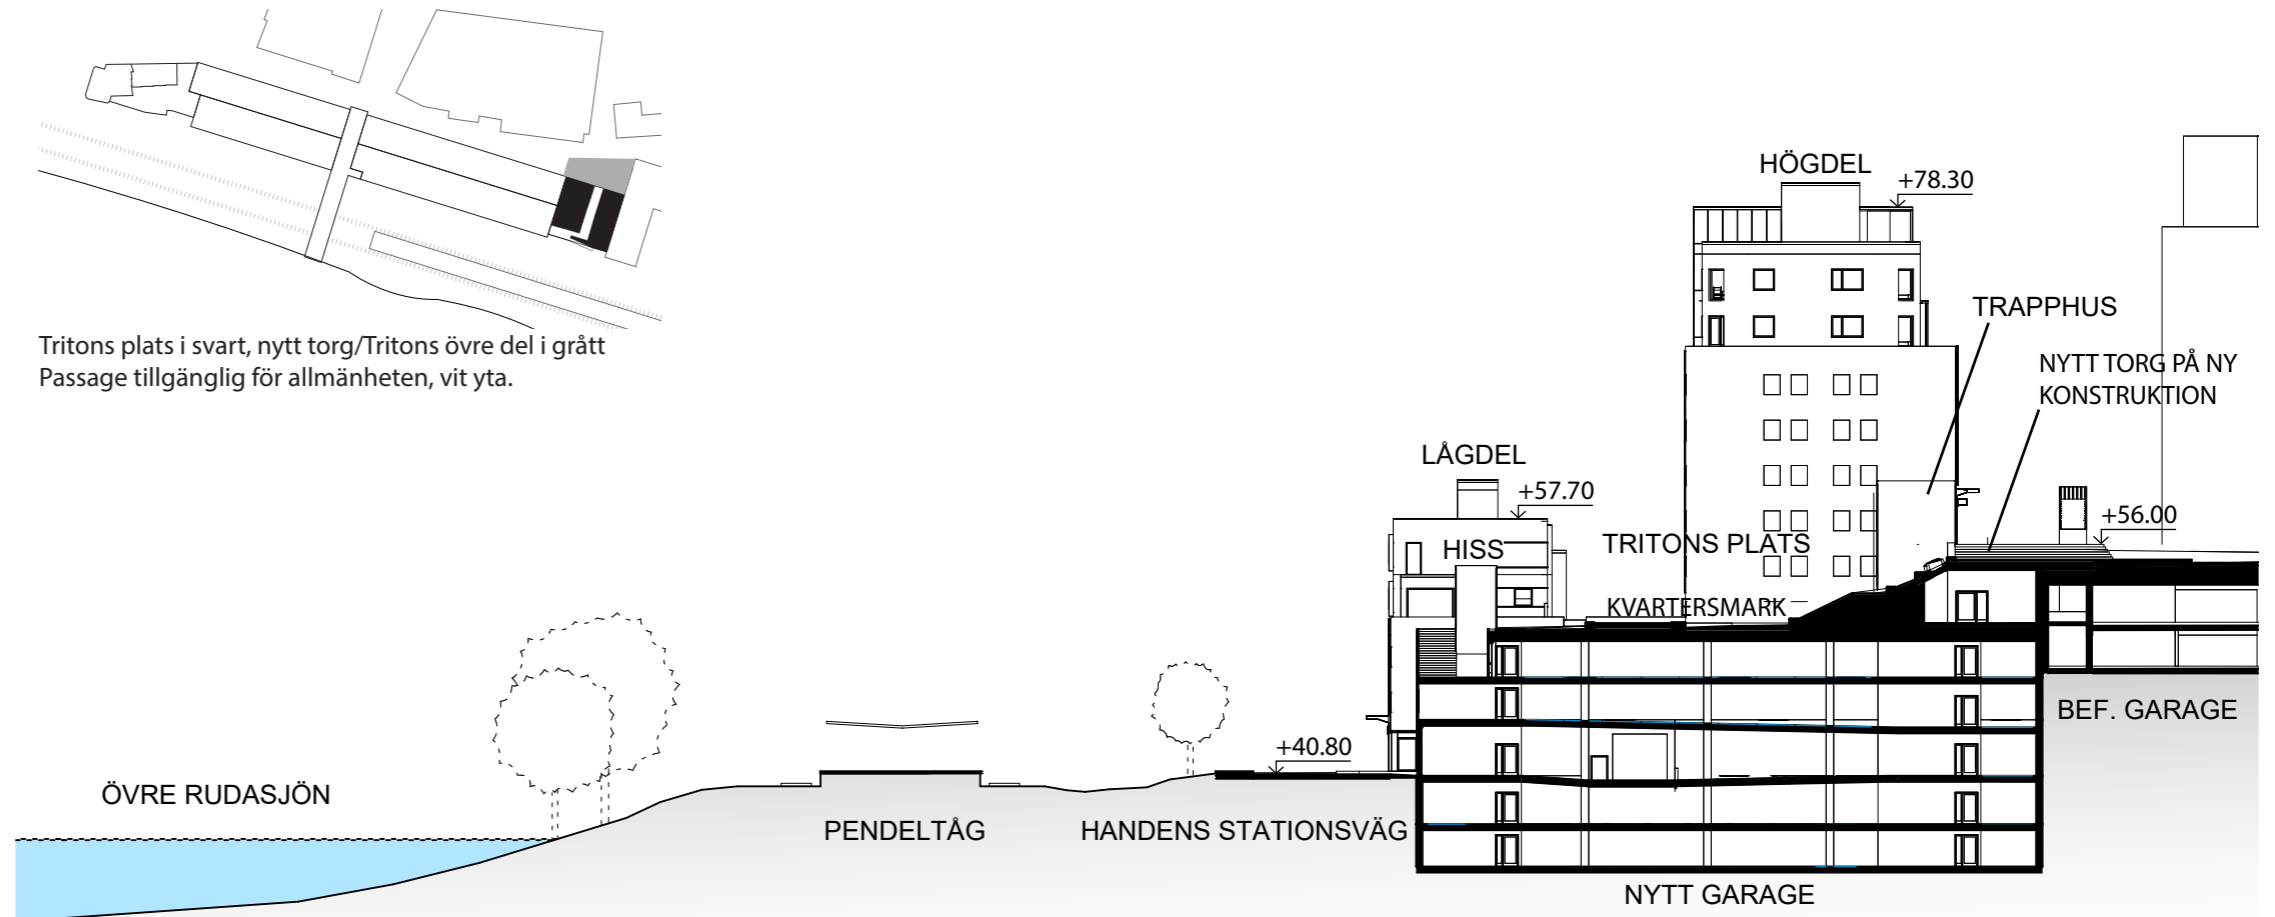 Tritons plats i svart, nytt torg/Tritons övre del i grått
Passage tillgänglig för allmänheten, vit yta.
HÖGDEL
+78.30
TRAPPHUS
NYTT TORG PÅ NY
KONSTRUKTION
LÅGDEL
+57.70
HISS
TRITONS PLATS
+56.00
KVARTERSMARK
BEF. GARAGE
+40.80
ÖVRE RUDASJÖN
PENDELTÅG
HANDENS STATIONSVÄG
NYTT GARAGE